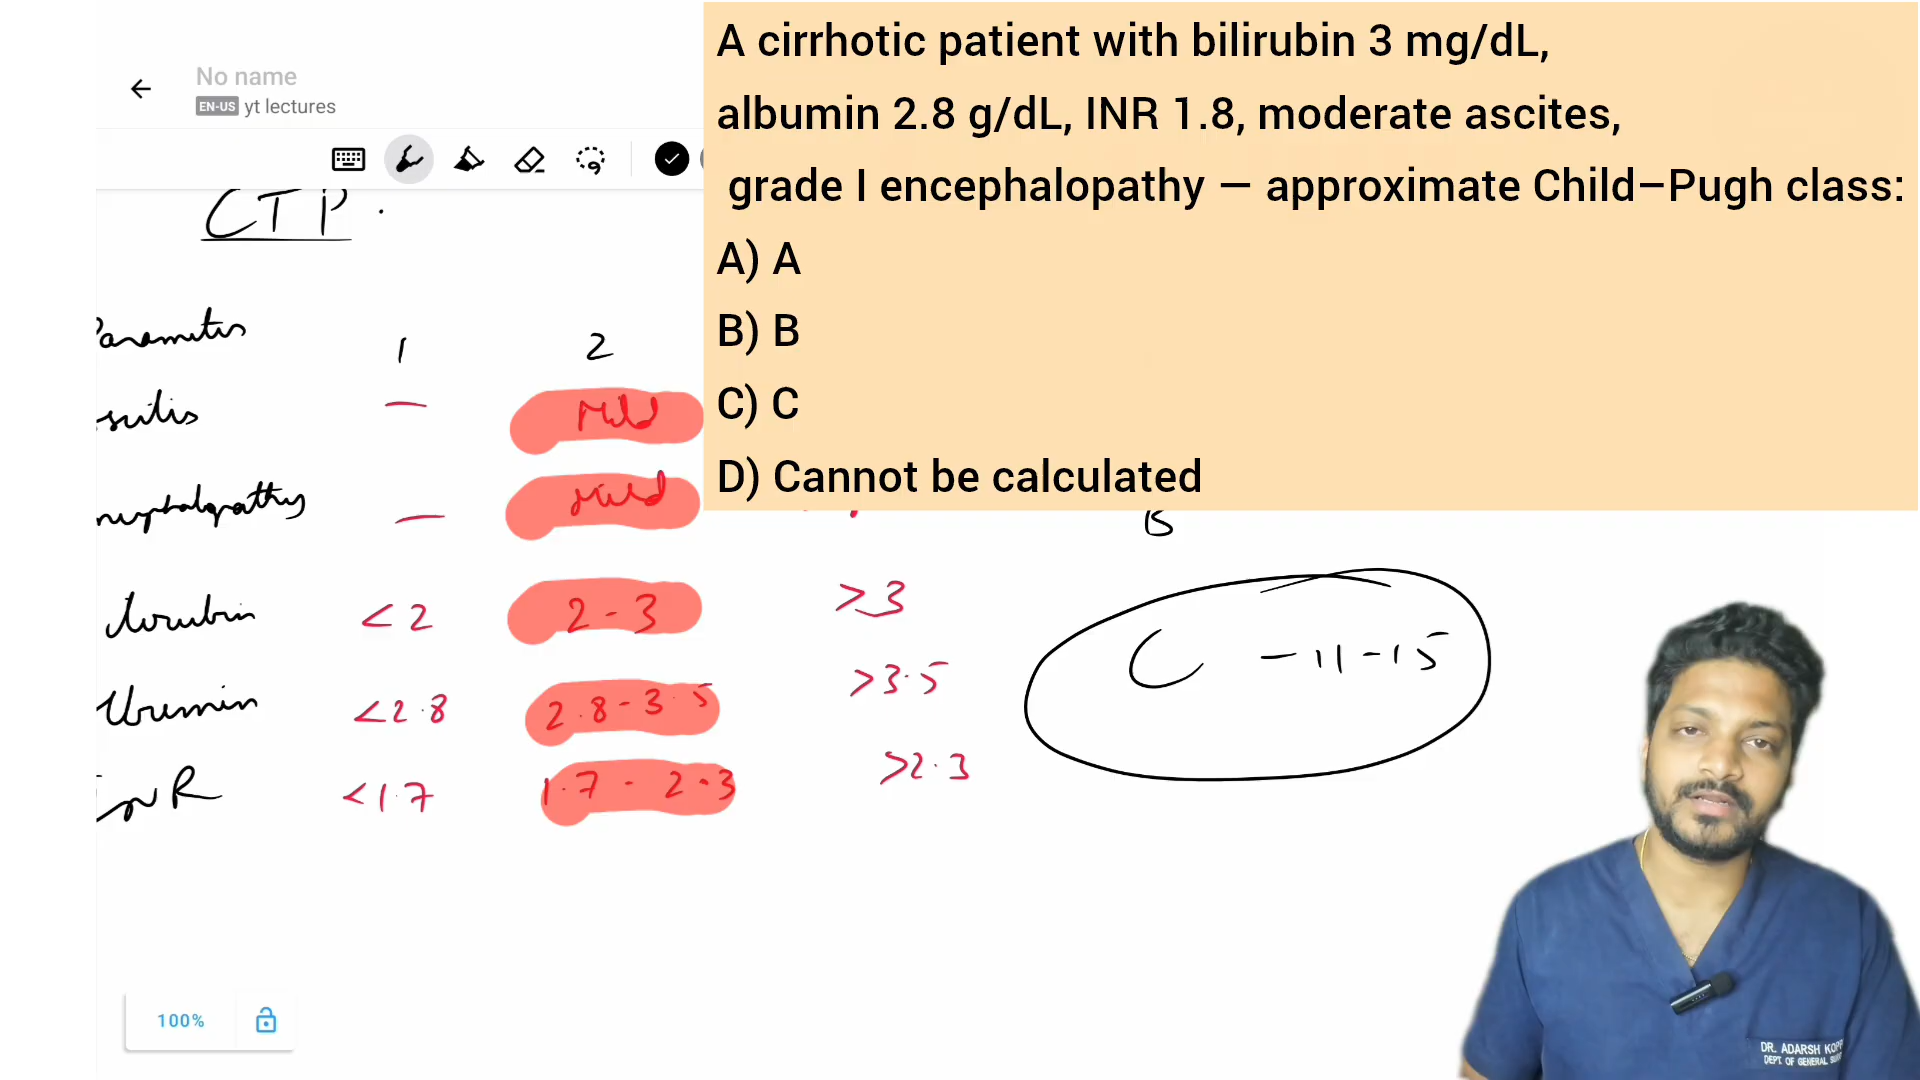 A cirrhotic patient with bilirubin 3 mg/dL,
albumin 2.8 g/dL, INR 1.8, moderate ascites,
grade I encephalopathy — approximate Child–Pugh class:
A) A
B) B
C) C
D) Cannot be calculated
No name
EN-US yt lectures
CTP.
1 2
— Mild
— Mild
B
<2 2-3 >3
C - 11-15
<2.8 2.8-3.5 >3.5
<1.7 1.7-2.3 >2.3
100%
DR. ADARSH
DEPT. OF GENERAL